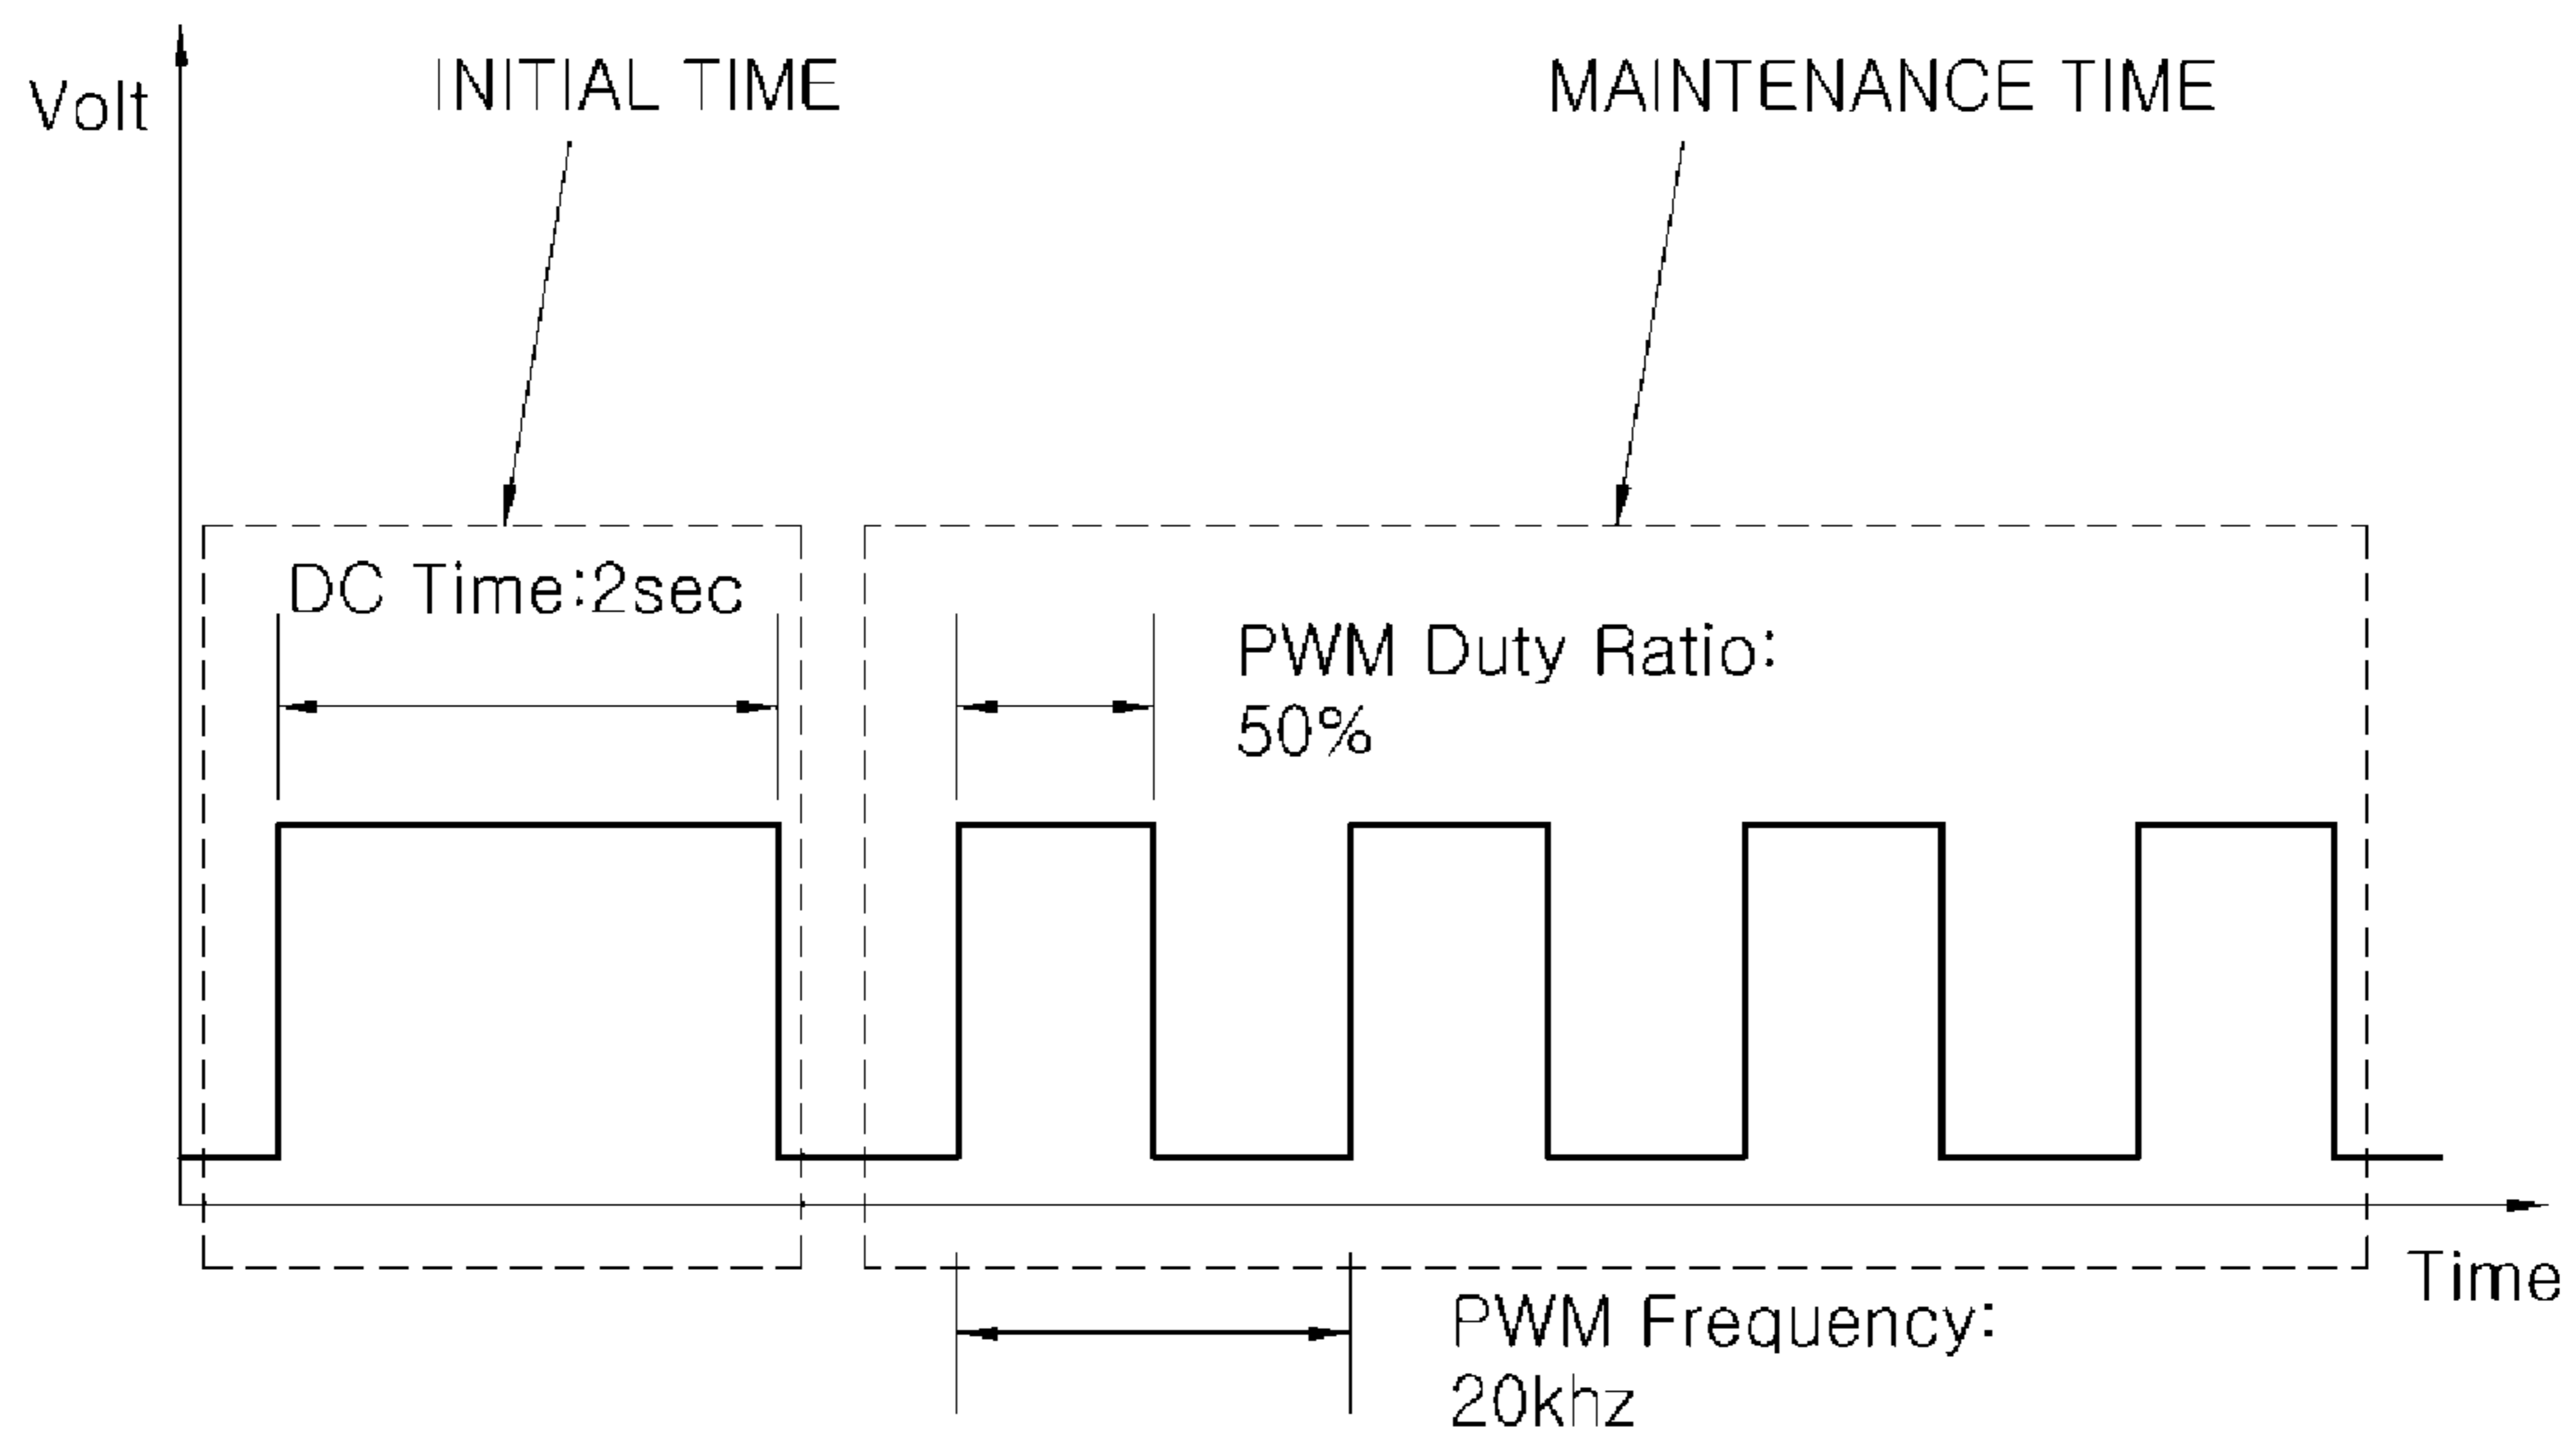 Volt
INITIAL TIME
MAINTENANCE TIME
DC Time:2sec
PWM Duty Ratio:
50%
Time
PWM Frequency:
20khz